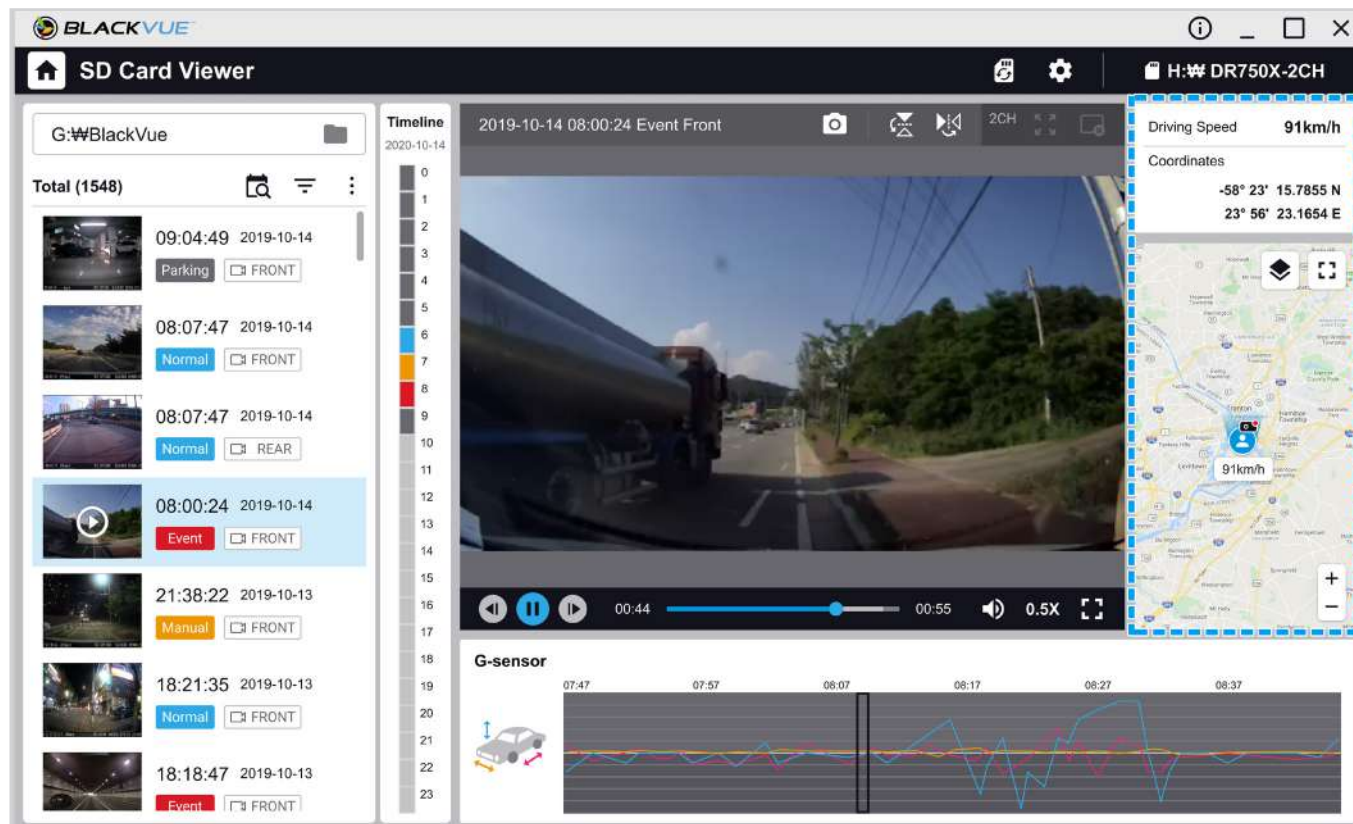 BLACKVUE
SD Card Viewer
H:₩ DR750X-2CH
G:₩BlackVue
Total (1548)
09:04:49 2019-10-14
Parking FRONT
08:07:47 2019-10-14
Normal FRONT
08:07:47 2019-10-14
Normal REAR
08:00:24 2019-10-14
Event FRONT
21:38:22 2019-10-13
Manual FRONT
18:21:35 2019-10-13
Normal FRONT
18:18:47 2019-10-13
Event FRONT
Timeline
2020-10-14
0
1
2
3
4
5
6
7
8
9
10
11
12
13
14
15
16
17
18
19
20
21
22
23
2019-10-14 08:00:24 Event Front
2CH
00:44
00:55
0.5X
Driving Speed 91km/h
Coordinates
-58° 23' 15.7855 N
23° 56' 23.1654 E
Trenton
91km/h
+
−
G-sensor
07:47 07:57 08:07 08:17 08:27 08:37